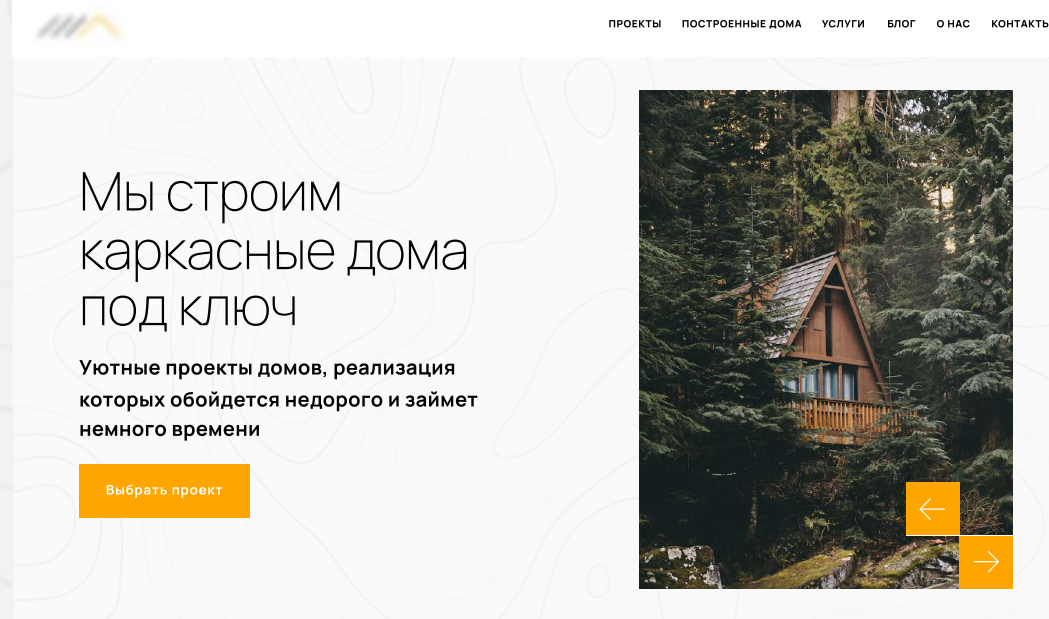 ПРОЕКТЫ ПОСТРОЕННЫЕ ДОМА УСЛУГИ БЛОГ О НАС КОНТАКТЫ
Мы строим
каркасные дома
под ключ
Уютные проекты домов, реализация
которых обойдется недорого и займет
немного времени
Выбрать проект